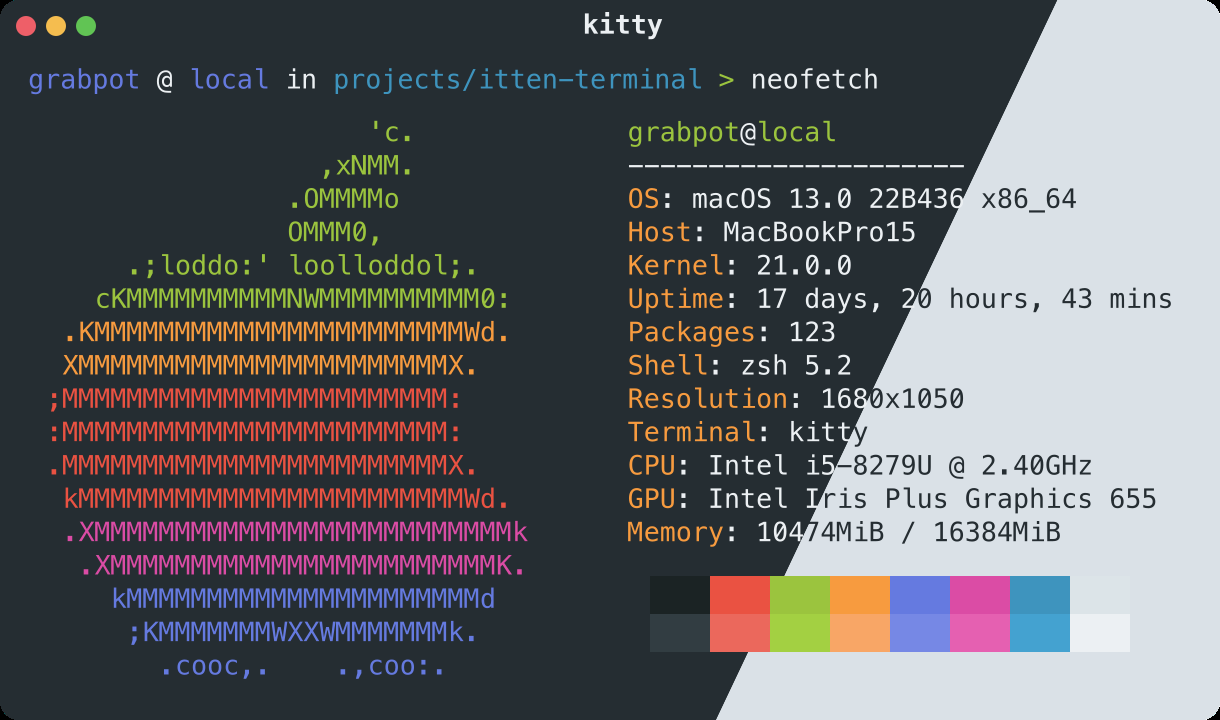 kitty
grabpot @ local in projects/itten-terminal > neofetch
'c.
,xNMM.
.OMMMMo
OMMM0,
.;loddo:' loolloddol;.
cKMMMMMMMMMMNWMMMMMMMMMM0:
.KMMMMMMMMMMMMMMMMMMMMMMMWd.
XMMMMMMMMMMMMMMMMMMMMMMMX.
;MMMMMMMMMMMMMMMMMMMMMMMM:
:MMMMMMMMMMMMMMMMMMMMMMMM:
.MMMMMMMMMMMMMMMMMMMMMMMMX.
kMMMMMMMMMMMMMMMMMMMMMMMMWd.
.XMMMMMMMMMMMMMMMMMMMMMMMMMMk
.XMMMMMMMMMMMMMMMMMMMMMMMMK.
kMMMMMMMMMMMMMMMMMMMMMMd
;KMMMMMMMWXXWMMMMMMMk.
.cooc,. .,coo:.
grabpot@local
---------------------
OS: macOS 13.0 22B436 x86_64
Host: MacBookPro15
Kernel: 21.0.0
Uptime: 17 days, 20 hours, 43 mins
Packages: 123
Shell: zsh 5.2
Resolution: 1680x1050
Terminal: kitty
CPU: Intel i5-8279U @ 2.40GHz
GPU: Intel Iris Plus Graphics 655
Memory: 10474MiB / 16384MiB